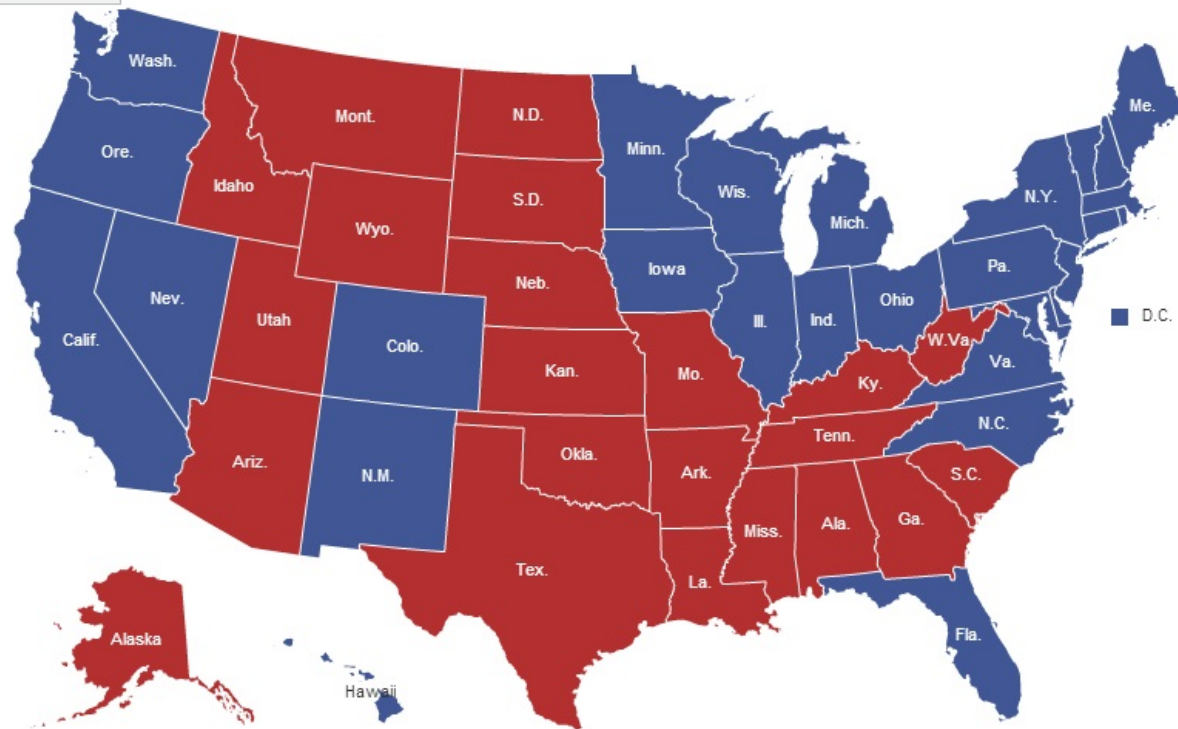 Wash.
Mont.
N.D.
Minn.
Me.
Ore.
Idaho
S.D.
Wis.
Mich.
N.Y.
Wyo.
Neb.
Iowa
Pa.
Calif.
Nev.
Utah
Colo.
Ill.
Ind.
Ohio
D.C.
Kan.
Mo.
Ky.
W.Va.
Va.
Ariz.
N.M.
Okla.
Ark.
Tenn.
N.C.
S.C.
Tex.
La.
Miss.
Ala.
Ga.
Fla.
Alaska
Hawaii